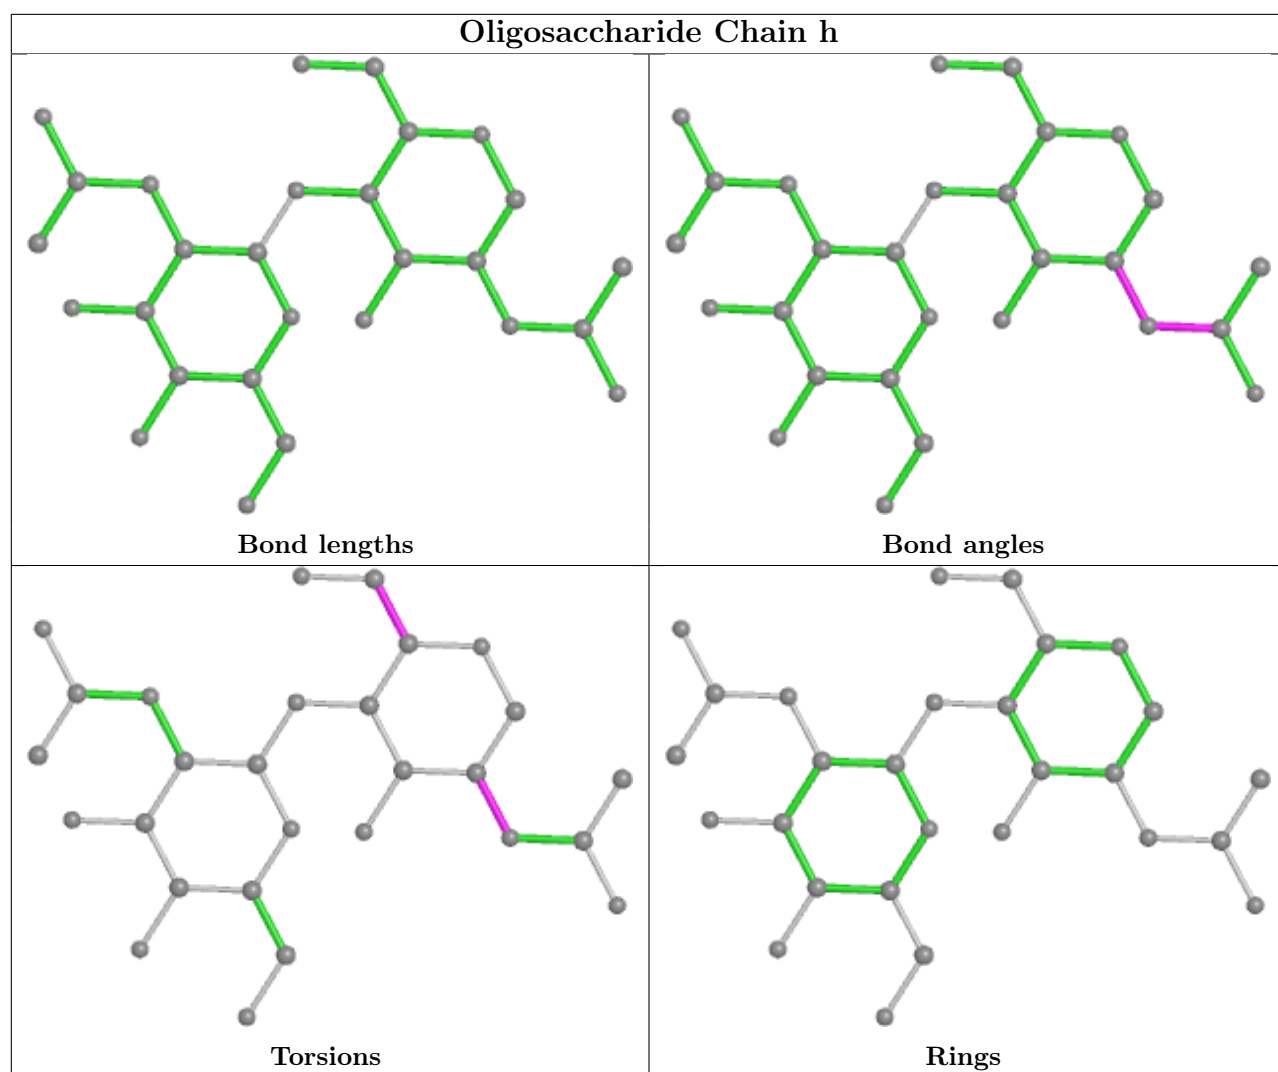 Oligosaccharide Chain h
Bond lengths
Bond angles
Torsions
Rings